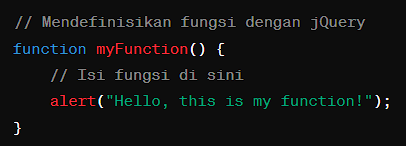 // Mendefinisikan fungsi dengan jQuery
function myFunction() {
    // Isi fungsi di sini
    alert("Hello, this is my function!");
}